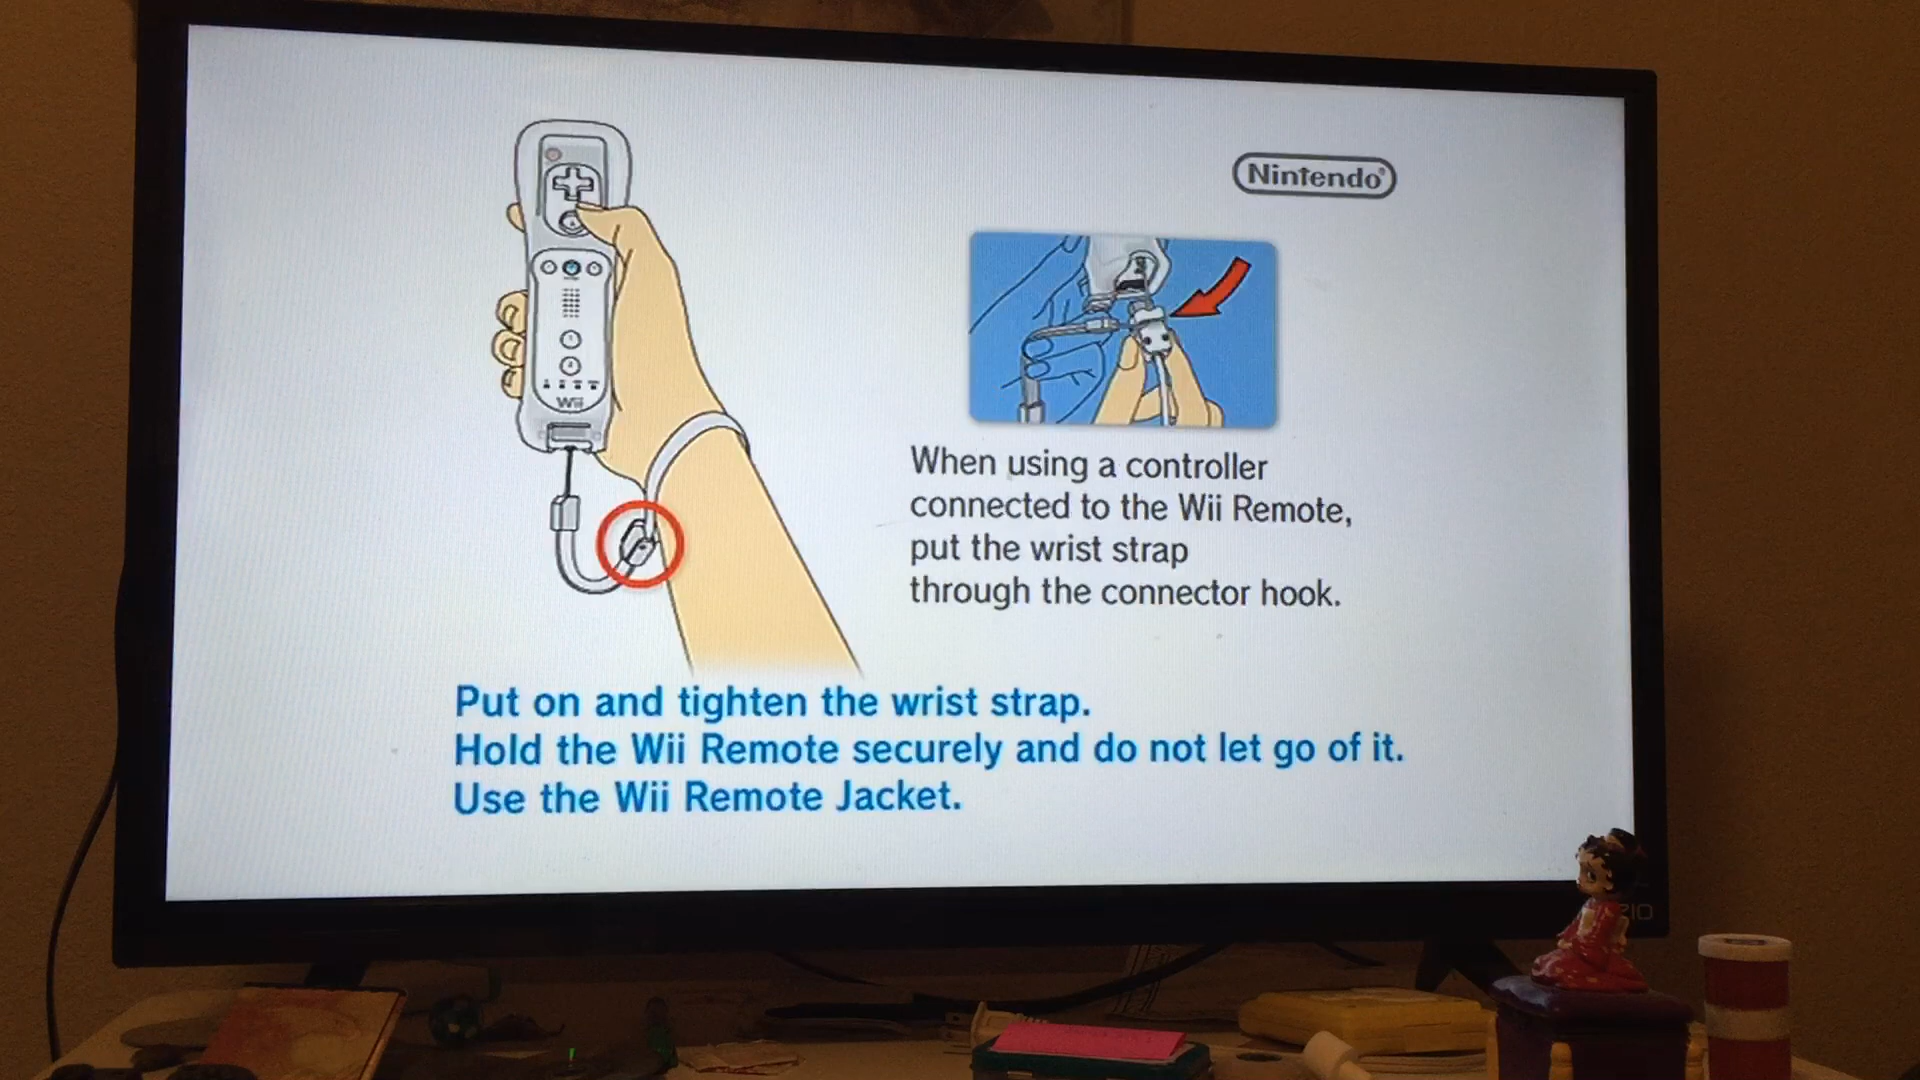 Nintendo®
Wii
When using a controller
connected to the Wii Remote,
put the wrist strap
through the connector hook.
Put on and tighten the wrist strap.
Hold the Wii Remote securely and do not let go of it.
Use the Wii Remote Jacket.
ZIO